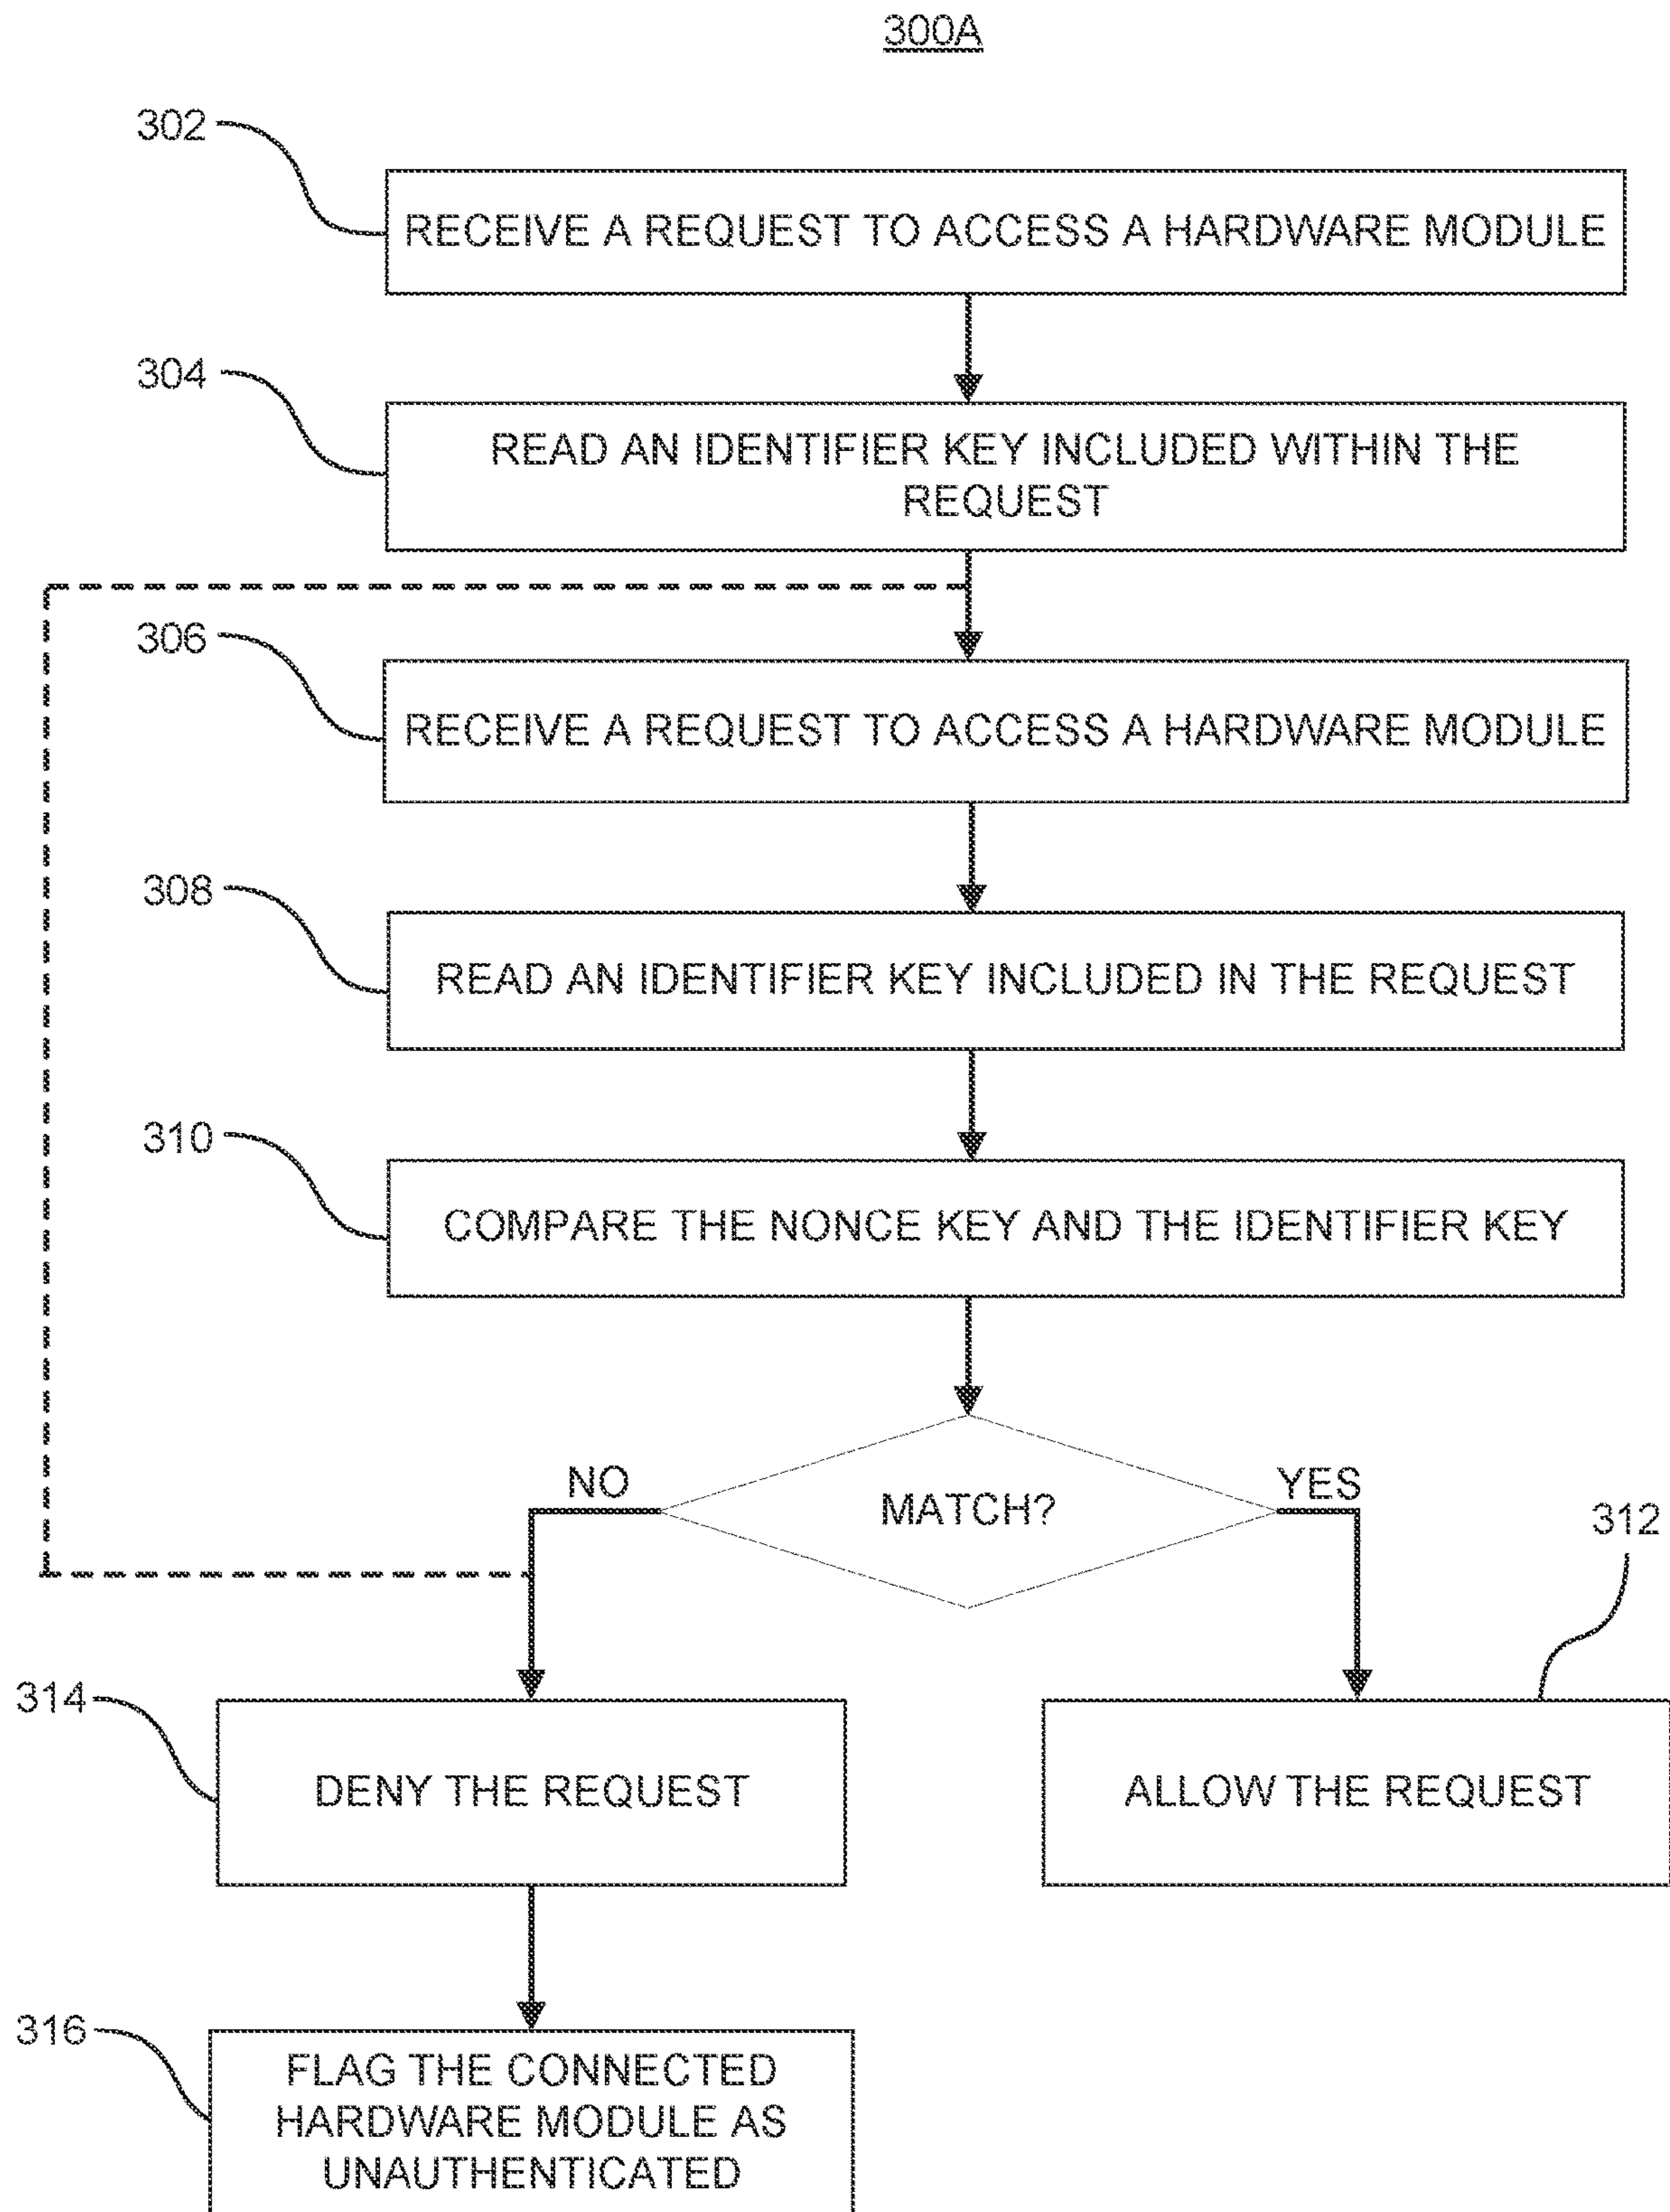 300A
302
RECEIVE A REQUEST TO ACCESS A HARDWARE MODULE
304
READ AN IDENTIFIER KEY INCLUDED WITHIN THE
REQUEST
306
RECEIVE A REQUEST TO ACCESS A HARDWARE MODULE
308
READ AN IDENTIFIER KEY INCLUDED IN THE REQUEST
310
COMPARE THE NONCE KEY AND THE IDENTIFIER KEY
NO
MATCH?
YES
312
314
DENY THE REQUEST
ALLOW THE REQUEST
316
FLAG THE CONNECTED
HARDWARE MODULE AS
UNAUTHENTICATED